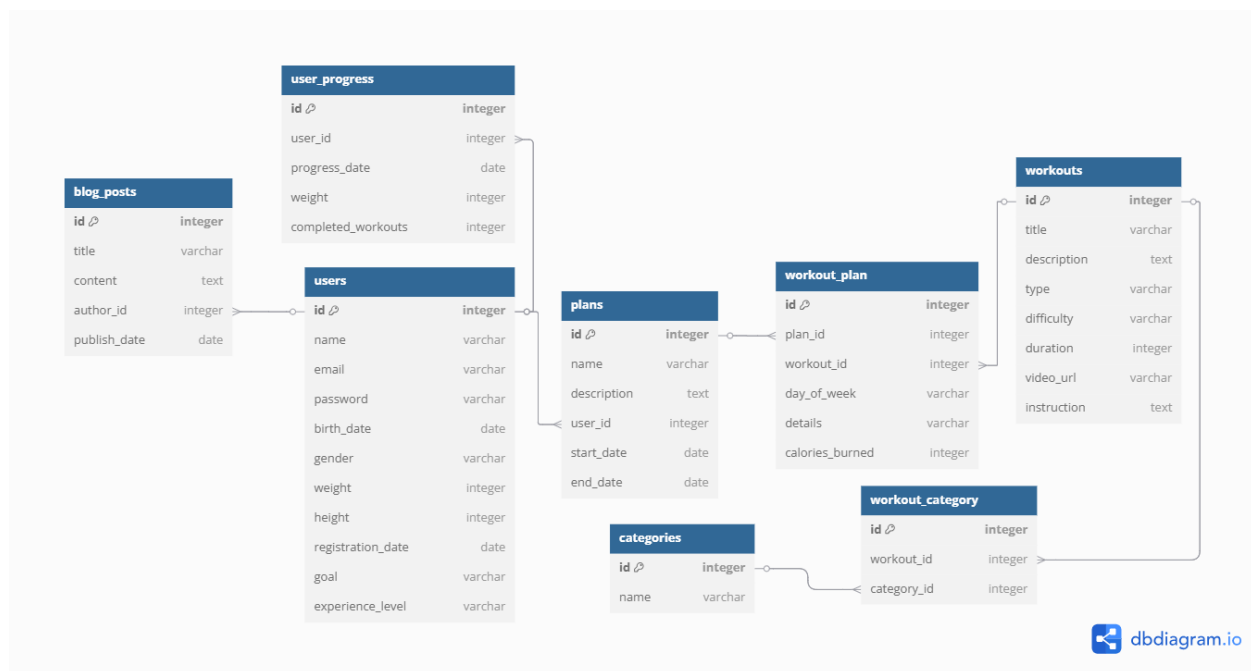 user_progress
id integer
user_id integer
progress_date date
weight integer
completed_workouts integer
blog_posts
id integer
title varchar
content text
author_id integer
publish_date date
users
id integer
name varchar
email varchar
password varchar
birth_date date
gender varchar
weight integer
height integer
registration_date date
goal varchar
experience_level varchar
plans
id integer
name varchar
description text
user_id integer
start_date date
end_date date
workout_plan
id integer
plan_id integer
workout_id integer
day_of_week varchar
details varchar
calories_burned integer
workouts
id integer
title varchar
description text
type varchar
difficulty varchar
duration integer
video_url varchar
instruction text
categories
id integer
name varchar
workout_category
id integer
workout_id integer
category_id integer
dbdiagram.io